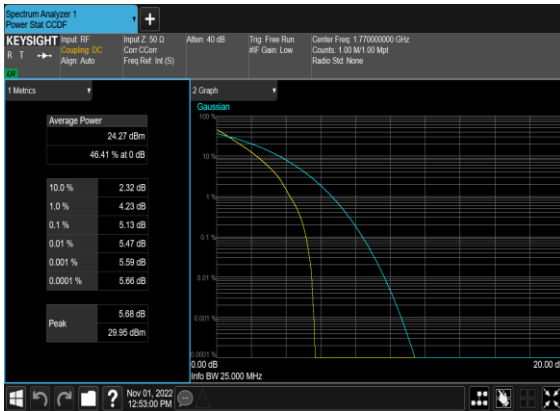 Spectrum Analyzer 1
Power Stat CCDF
KEYSIGHT
R T
LXI
Input: RF
Coupling: DC
Align: Auto
Input Z: 50 Ω
Corr CCorr
Freq Ref: Int (S)
Atten: 40 dB
Trig: Free Run
#IF Gain: Low
Center Freq: 1.770000000 GHz
Counts: 1.00 M/1.00 Mpt
Radio Std: None
1 Metrics
Average Power
24.27 dBm
46.41 % at 0 dB
10.0 % 2.32 dB
1.0 % 4.23 dB
0.1 % 5.13 dB
0.01 % 5.47 dB
0.001 % 5.59 dB
0.0001 % 5.66 dB
Peak
5.68 dB
29.95 dBm
2 Graph
Gaussian
100 %
10 %
1 %
0.1 %
0.01 %
0.001 %
0.0001 %
0.00 dB
20.00 d
Info BW 25.000 MHz
?
Nov 01, 2022
12:53:00 PM